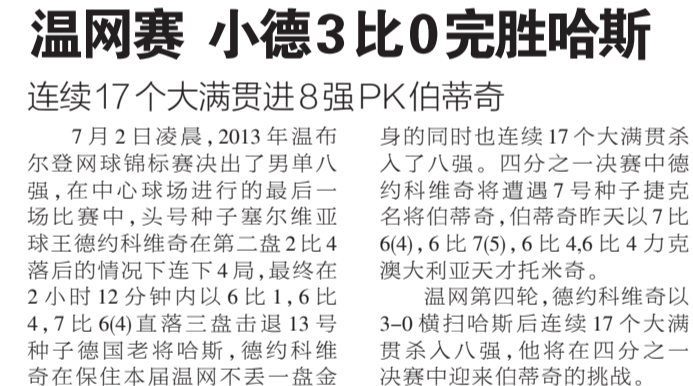 温网赛 小德3比0完胜哈斯
连续17个大满贯进8强PK伯蒂奇
7月2日凌晨,2013年温布
尔登网球锦标赛决出了男单八
强,在中心球场进行的最后一
场比赛中,头号种子塞尔维亚
球王德约科维奇在第二盘2比4
落后的情况下连下4局,最终在
2小时12分钟内以6比1,6比
4,7比6(4)直落三盘击退13号
种子德国老将哈斯,德约科维
奇在保住本届温网不丢一盘金
身的同时也连续17个大满贯杀
入了八强。四分之一决赛中德
约科维奇将遭遇7号种子捷克
名将伯蒂奇,伯蒂奇昨天以7比
6(4),6比7(5),6比4,6比4力克
澳大利亚天才托米奇。
温网第四轮,德约科维奇以
3-0横扫哈斯后连续17个大满
贯杀入八强,他将在四分之一
决赛中迎来伯蒂奇的挑战。